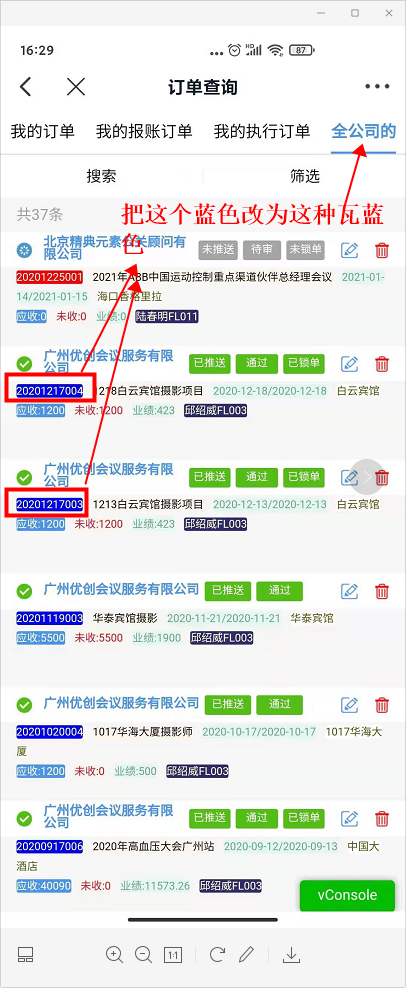 16:29
HD
87
订单查询
我的订单 我的报账订单 我的执行订单 全公司的
搜索 筛选
共37条
把这个蓝色改为这种瓦蓝
色
北京精典元素公关顾问有
限公司
未推送 待审 未锁单
20201225001 2021年ABB中国运动控制重点渠道伙伴总经理会议 2021-01-
14/2021-01-15 海口香格里拉
应收:0 未收:0 业绩:0 陆春明FL011
广州优创会议服务有限
公司
已推送 通过 已锁单
20201217004 1218白云宾馆摄影项目 2020-12-18/2020-12-18 白云宾馆
应收:1200 未收:1200 业绩:423 邱绍威FL003
广州优创会议服务有限
公司
已推送 通过 已锁单
20201217003 1213白云宾馆摄影项目 2020-12-13/2020-12-13 白云宾馆
应收:1200 未收:1200 业绩:423 邱绍威FL003
广州优创会议服务有限公司 已推送 通过
20201119003 华泰宾馆摄影 2020-11-21/2020-11-21 华泰宾馆
应收:5500 未收:5500 业绩:1900 邱绍威FL003
广州优创会议服务有限公司 已推送 通过
20201020004 1017华海大厦摄影师 2020-10-17/2020-10-17 1017华海大
厦
应收:1200 未收:0 业绩:500 邱绍威FL003
广州优创会议服务有限
公司
已推送 通过 已锁单
20200917006 2020年高血压大会广州站 2020-09-12/2020-09-13 中国大
酒店
应收:40090 未收:0 业绩:11573.26 邱绍威FL003
vConsole
1:1